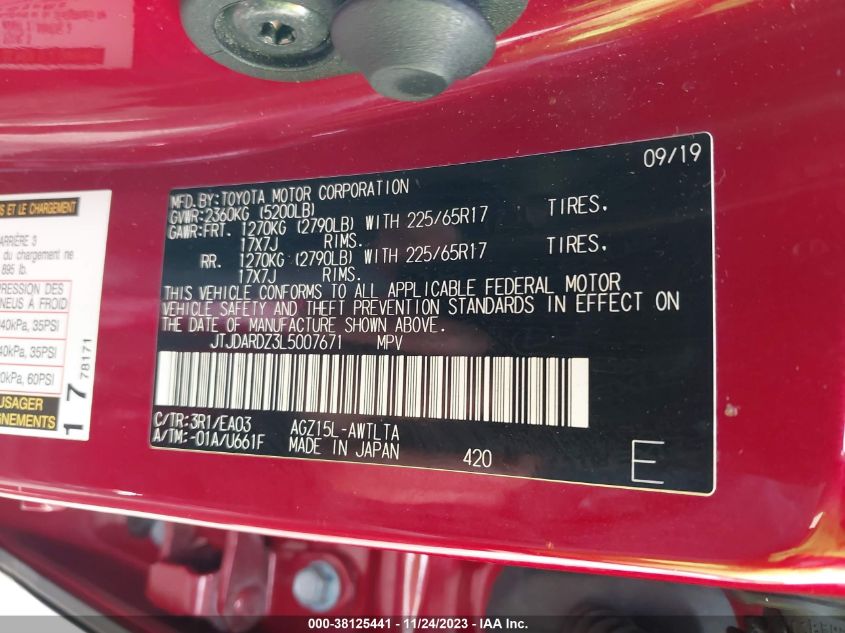 09/19
MFD.BY:TOYOTA MOTOR CORPORATION
GVWR:2360KG (5200LB)
GAWR:FRT. 1270KG (2790LB) WITH 225/65R17 TIRES.
17X7J RIMS.
RR. 1270KG (2790LB) WITH 225/65R17 TIRES.
17X7J RIMS.
THIS VEHICLE CONFORMS TO ALL APPLICABLE FEDERAL MOTOR
VEHICLE SAFETY AND THEFT PREVENTION STANDARDS IN EFFECT ON
THE DATE OF MANUFACTURE SHOWN ABOVE.
JTJDARDZ3L5007671 MPV
C/TR:3R1/EA03 AGZ15L-AWTLTA
A/TM:-01A/U661F MADE IN JAPAN 420 E
S ET LE CHARGEMENT
ARRIÈRE 3
du chargement ne
895 lb.
PRESSION DES
NEUS À FROID
40kPa, 35PSI
40kPa, 35PSI
0kPa, 60PSI
USAGER
GNEMENTS
1 7 78171
000-38125441 - 11/24/2023 - IAA Inc.